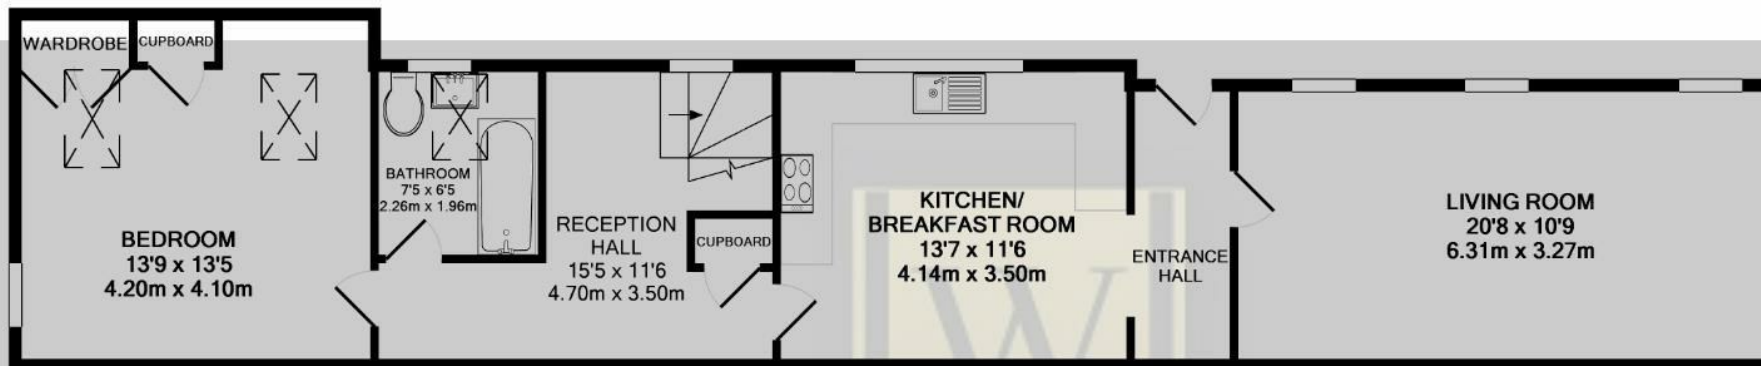 WARDROBE
CUPBOARD
BEDROOM
13'9 x 13'5
4.20m x 4.10m
BATHROOM
7'5 x 6'5
2.26m x 1.96m
RECEPTION
HALL
15'5 x 11'6
4.70m x 3.50m
CUPBOARD
KITCHEN/
BREAKFAST ROOM
13'7 x 11'6
4.14m x 3.50m
W
ENTRANCE
HALL
LIVING ROOM
20'8 x 10'9
6.31m x 3.27m